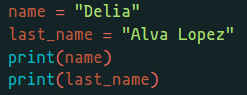 name = "Delia"
last_name = "Alva Lopez"
print(name)
print(last_name)